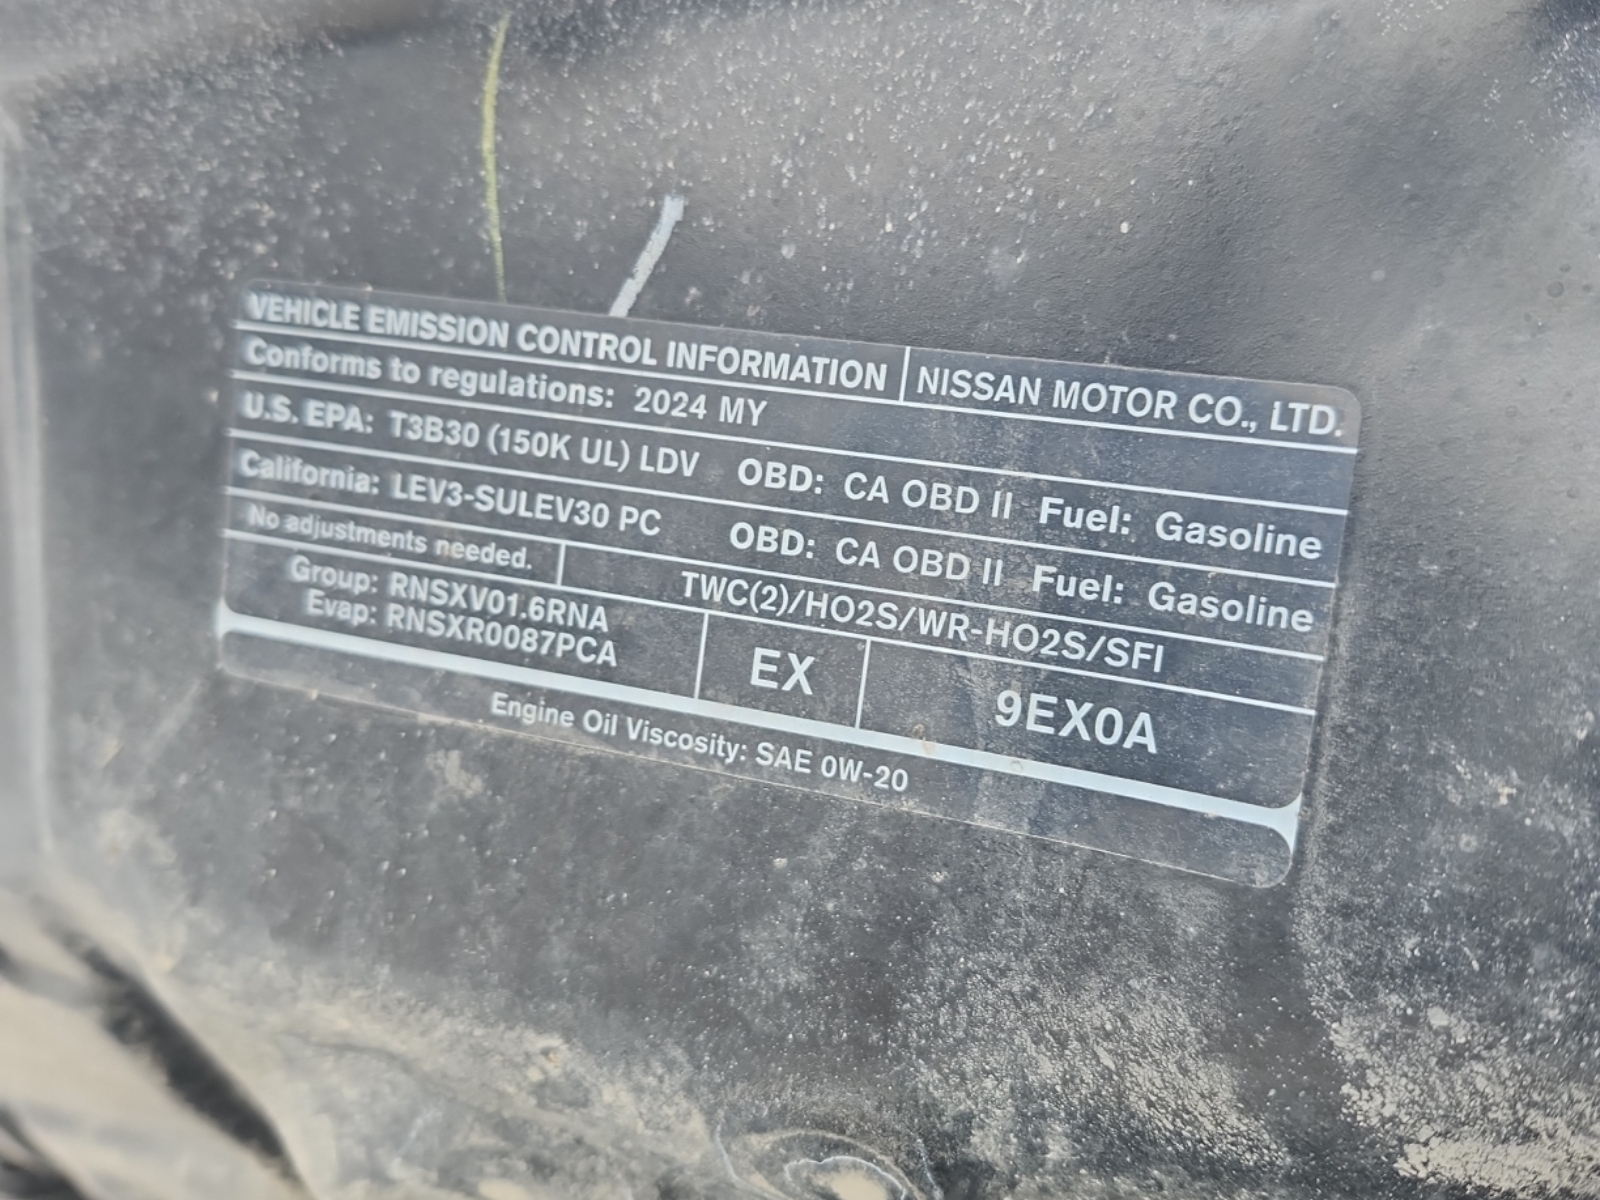 VEHICLE EMISSION CONTROL INFORMATION NISSAN MOTOR CO., LTD.
Conforms to regulations: 2024 MY
U.S. EPA: T3B30 (150K UL) LDV OBD: CA OBD II Fuel: Gasoline
California: LEV3-SULEV30 PC OBD: CA OBD II Fuel: Gasoline
No adjustments needed. TWC(2)/HO2S/WR-HO2S/SFI
Group: RNSXV01.6RNA
Evap: RNSXR0087PCA
EX
9EX0A
Engine Oil Viscosity: SAE 0W-20